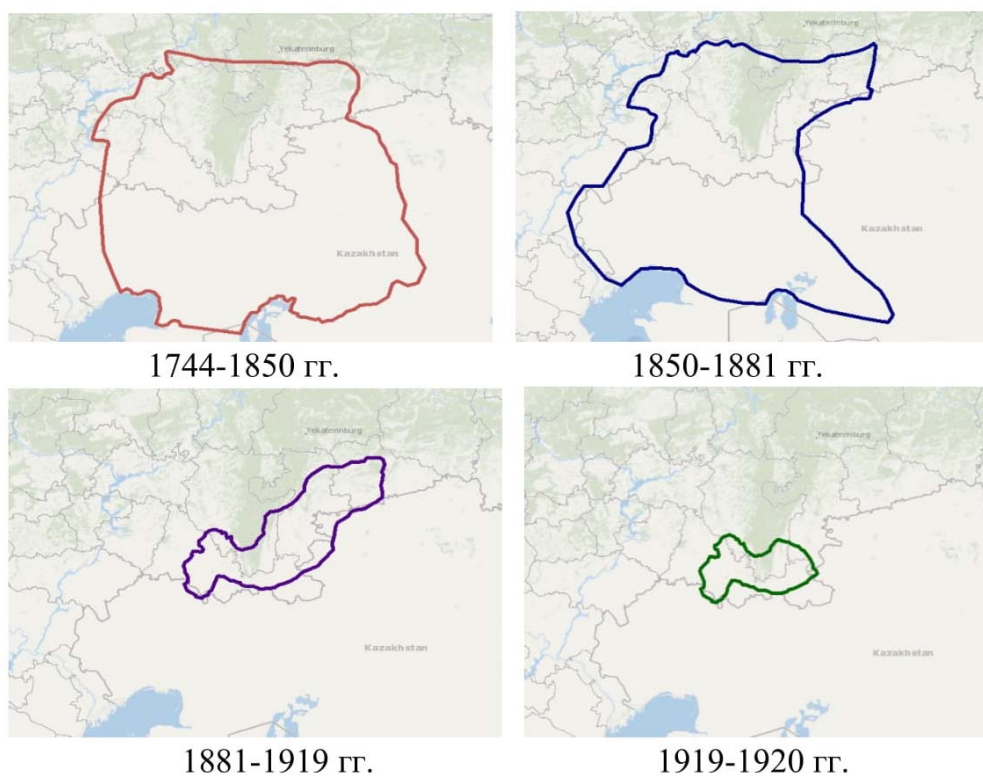 Yekaterinburg
Kazakhstan
Yekaterinburg
Kazakhstan
1744-1850 гг.
1850-1881 гг.
Yekaterinburg
Kazakhstan
Yekaterinburg
Kazakhstan
1881-1919 гг.
1919-1920 гг.